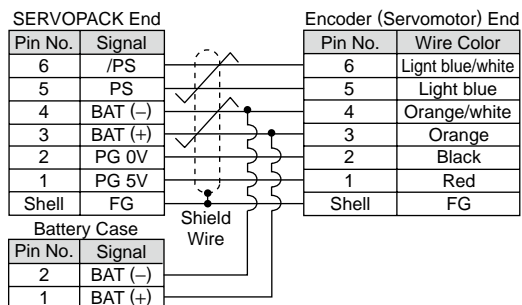 SERVOPACK End
Encoder (Servomotor) End
Pin No. Signal
Pin No. Wire Color
6 /PS
6 Lignt blue/white
5 PS
5 Light blue
4 BAT (−)
4 Orange/white
3 BAT (+)
3 Orange
2 PG 0V
2 Black
1 PG 5V
1 Red
Shell FG
Shell FG
Shield
Wire
Battery Case
Pin No. Signal
2 BAT (−)
1 BAT (+)